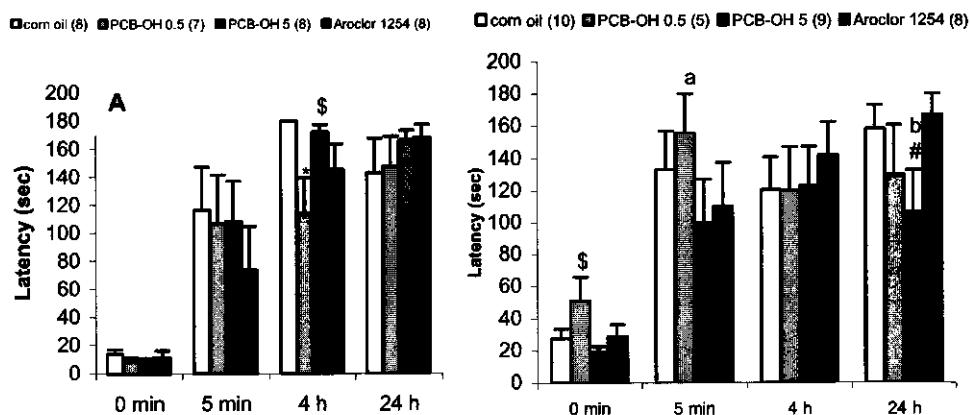 corn oil (8) PCB-OH 0.5 (7) PCB-OH 5 (8) Aroclor 1254 (8)
A
Latency (sec)
200
180
160
140
120
100
80
60
40
20
0
$
*
0 min 5 min 4 h 24 h
corn oil (10) PCB-OH 0.5 (5) PCB-OH 5 (9) Aroclor 1254 (8)
Latency (sec)
180
160
140
120
100
80
60
40
20
0
$
a
b
#
0 min 5 min 4 h 24 h